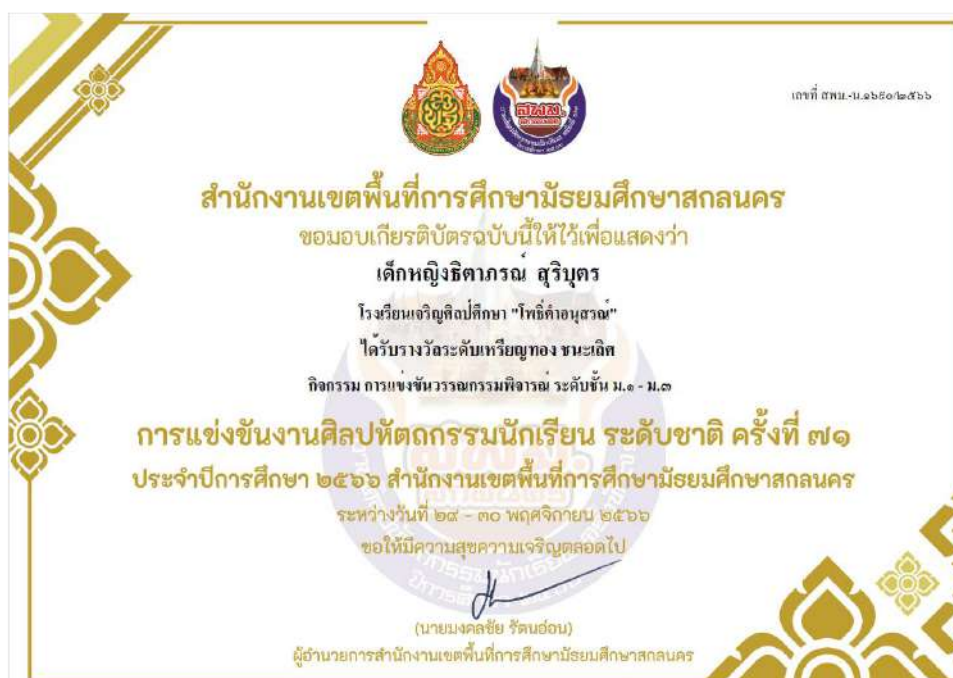 เลขที่ สพม.-น.๑๖๕๐/๒๕๖๖
สพม.
สำนักงานเขตพื้นที่การศึกษามัธยมศึกษาสกลนคร
ขอมอบเกียรติบัตรฉบับนี้ให้ไว้เพื่อแสดงว่า
เด็กหญิงธิดาภรณ์ สุริบุตร
โรงเรียนเจริญศิลป์ศึกษา "โพธิ์คำอนุสรณ์"
ได้รับรางวัลระดับเหรียญทอง ชนะเลิศ
กิจกรรม การแข่งขันวรรณกรรมพิจารณ์ ระดับชั้น ม.๑ - ม.๓
การแข่งขันงานศิลปหัตถกรรมนักเรียน ระดับชาติ ครั้งที่ ๗๑
ประจำปีการศึกษา ๒๕๖๖ สำนักงานเขตพื้นที่การศึกษามัธยมศึกษาสกลนคร
ระหว่างวันที่ ๒๙ - ๓๐ พฤศจิกายน ๒๕๖๖
ขอให้มีความสุขความเจริญตลอดไป
(นายมงคลชัย รัตนอ่อน)
ผู้อำนวยการสำนักงานเขตพื้นที่การศึกษามัธยมศึกษาสกลนคร